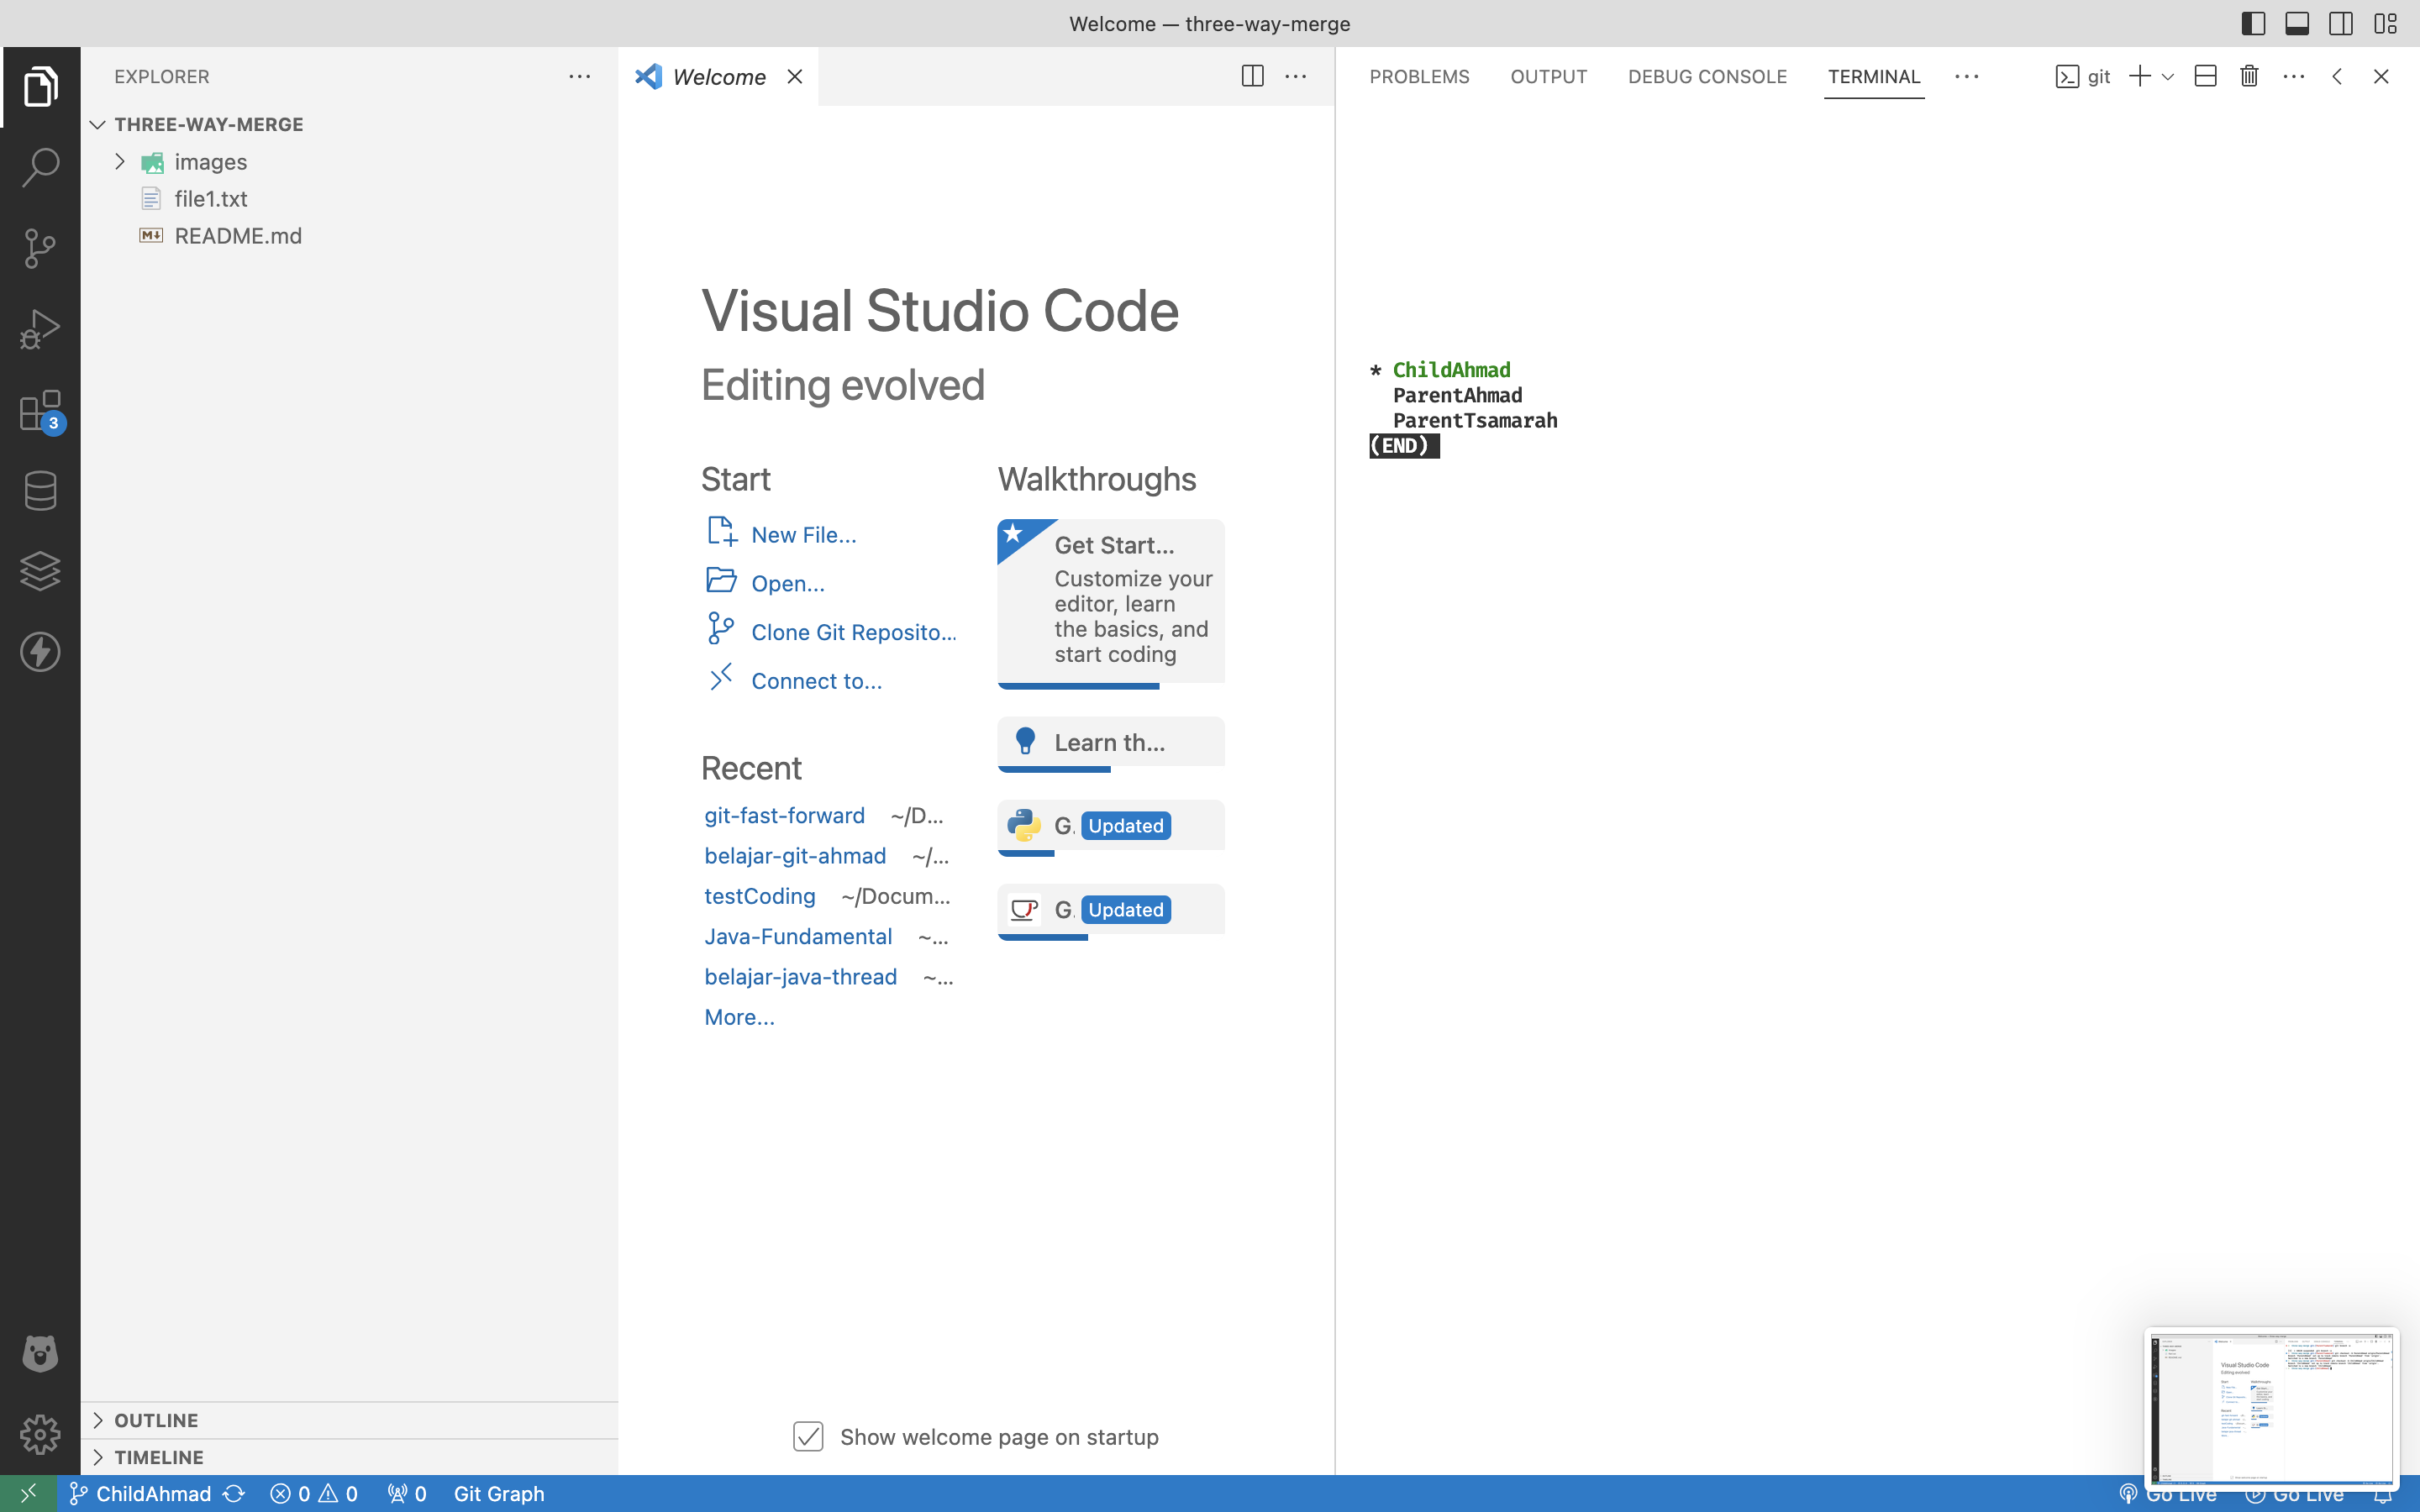 Welcome — three-way-merge
EXPLORER
THREE-WAY-MERGE
images
file1.txt
README.md
OUTLINE
TIMELINE
Welcome
Visual Studio Code
Editing evolved
Start
New File...
Open...
Clone Git Reposito...
Connect to...
Recent
git-fast-forward ~/D...
belajar-git-ahmad ~/...
testCoding ~/Docum...
Java-Fundamental ~...
belajar-java-thread ~...
More...
Walkthroughs
Get Start...
Customize your
editor, learn
the basics, and
start coding
Learn th...
G. Updated
G. Updated
Show welcome page on startup
PROBLEMS OUTPUT DEBUG CONSOLE TERMINAL
git
* ChildAhmad
ParentAhmad
ParentTsamarah
(END)
3
Visual Studio Code
ChildAhmad 0 0 0 Git Graph
Go Live Go Live